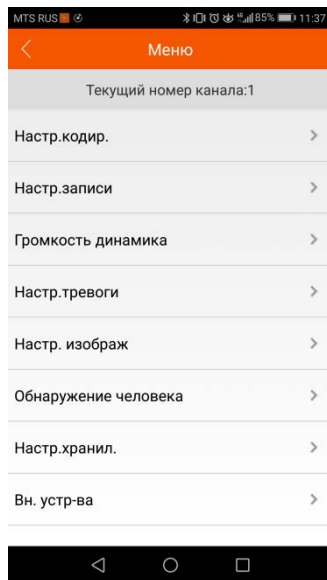 MTS RUS 85% 11:37
Меню
Текущий номер канала:1
Настр.кодир.
Настр.записи
Громкость динамика
Настр.тревоги
Настр. изображ
Обнаружение человека
Настр.хранил.
Вн. устр-ва